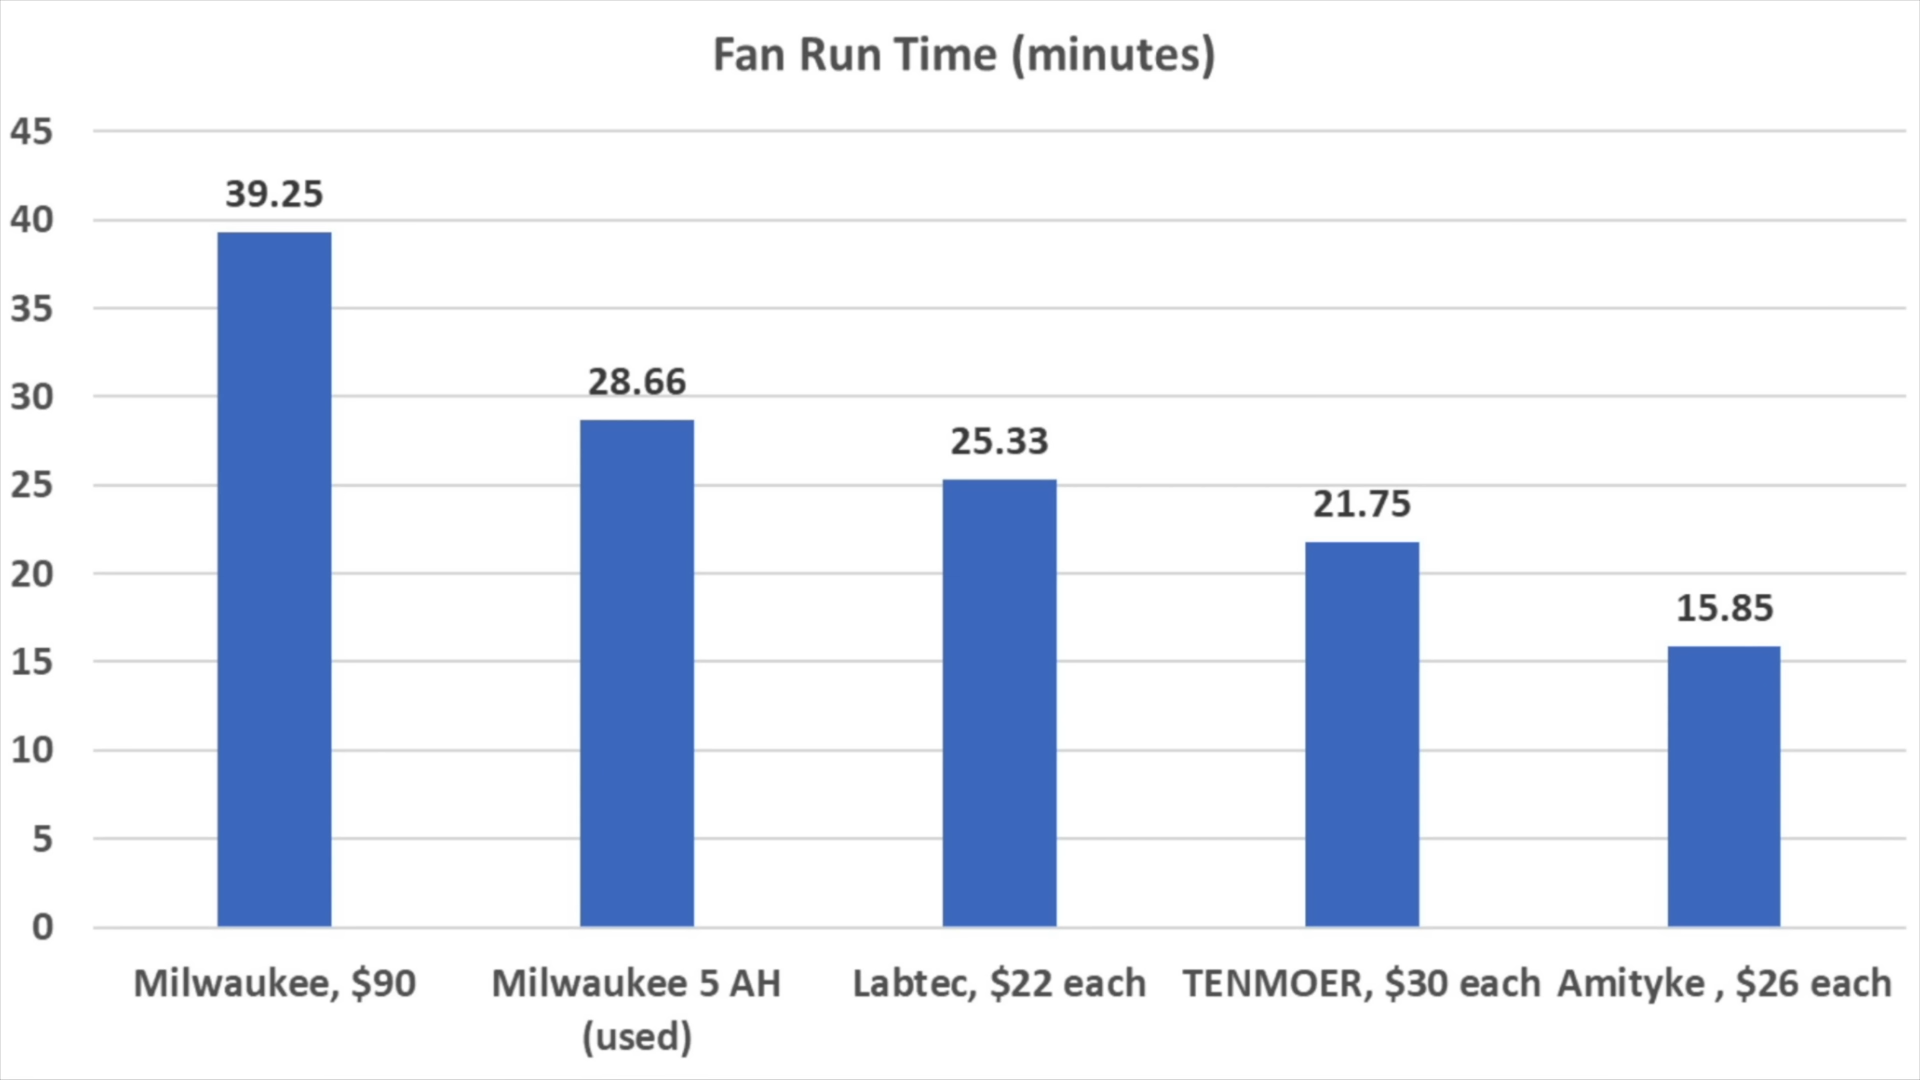 Fan Run Time (minutes)
45
40
35
30
25
20
15
10
5
0
39.25
28.66
25.33
21.75
15.85
Milwaukee, $90
Milwaukee 5 AH
(used)
Labtec, $22 each
TENMOER, $30 each
Amityke , $26 each